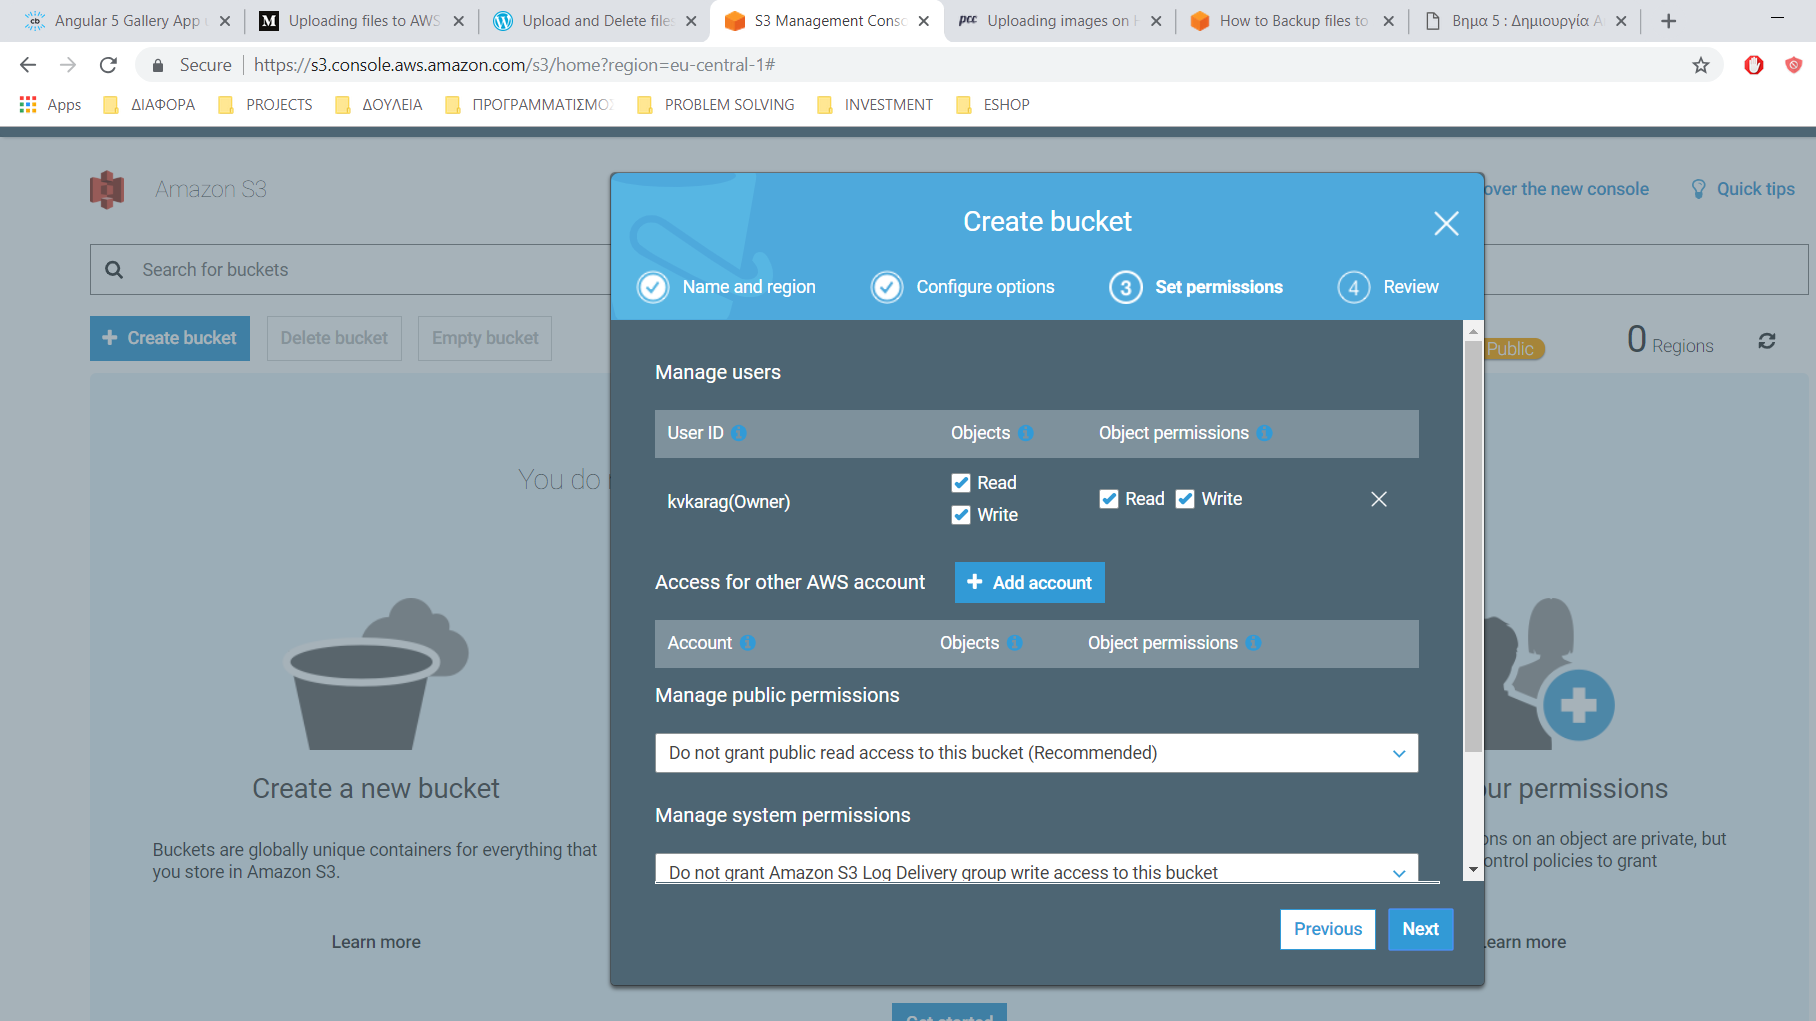 Angular 5 Gallery App
Uploading files to AWS
Upload and Delete files
S3 Management Conso
Uploading images on H
How to Backup files to
Βημα 5 : Δημιουργία A
Secure
https://s3.console.aws.amazon.com/s3/home?region=eu-central-1#
Apps
ΔΙΑΦΟΡΑ
PROJECTS
ΔΟΥΛΕΙΑ
ΠΡΟΓΡΑΜΜΑΤΙΣΜΟΣ
PROBLEM SOLVING
INVESTMENT
ESHOP
Amazon S3
over the new console
Quick tips
Search for buckets
Create bucket
Delete bucket
Empty bucket
Public
0 Regions
You do
Create a new bucket
Buckets are globally unique containers for everything that
you store in Amazon S3.
Learn more
our permissions
ons on an object are private, but
ontrol policies to grant
Learn more
Get started
Create bucket
Name and region
Configure options
3 Set permissions
4 Review
Manage users
User ID
Objects
Object permissions
kvkarag(Owner)
Read
Write
Read
Write
Access for other AWS account
Add account
Account
Objects
Object permissions
Manage public permissions
Do not grant public read access to this bucket (Recommended)
Manage system permissions
Do not grant Amazon S3 Log Delivery group write access to this bucket
Previous
Next